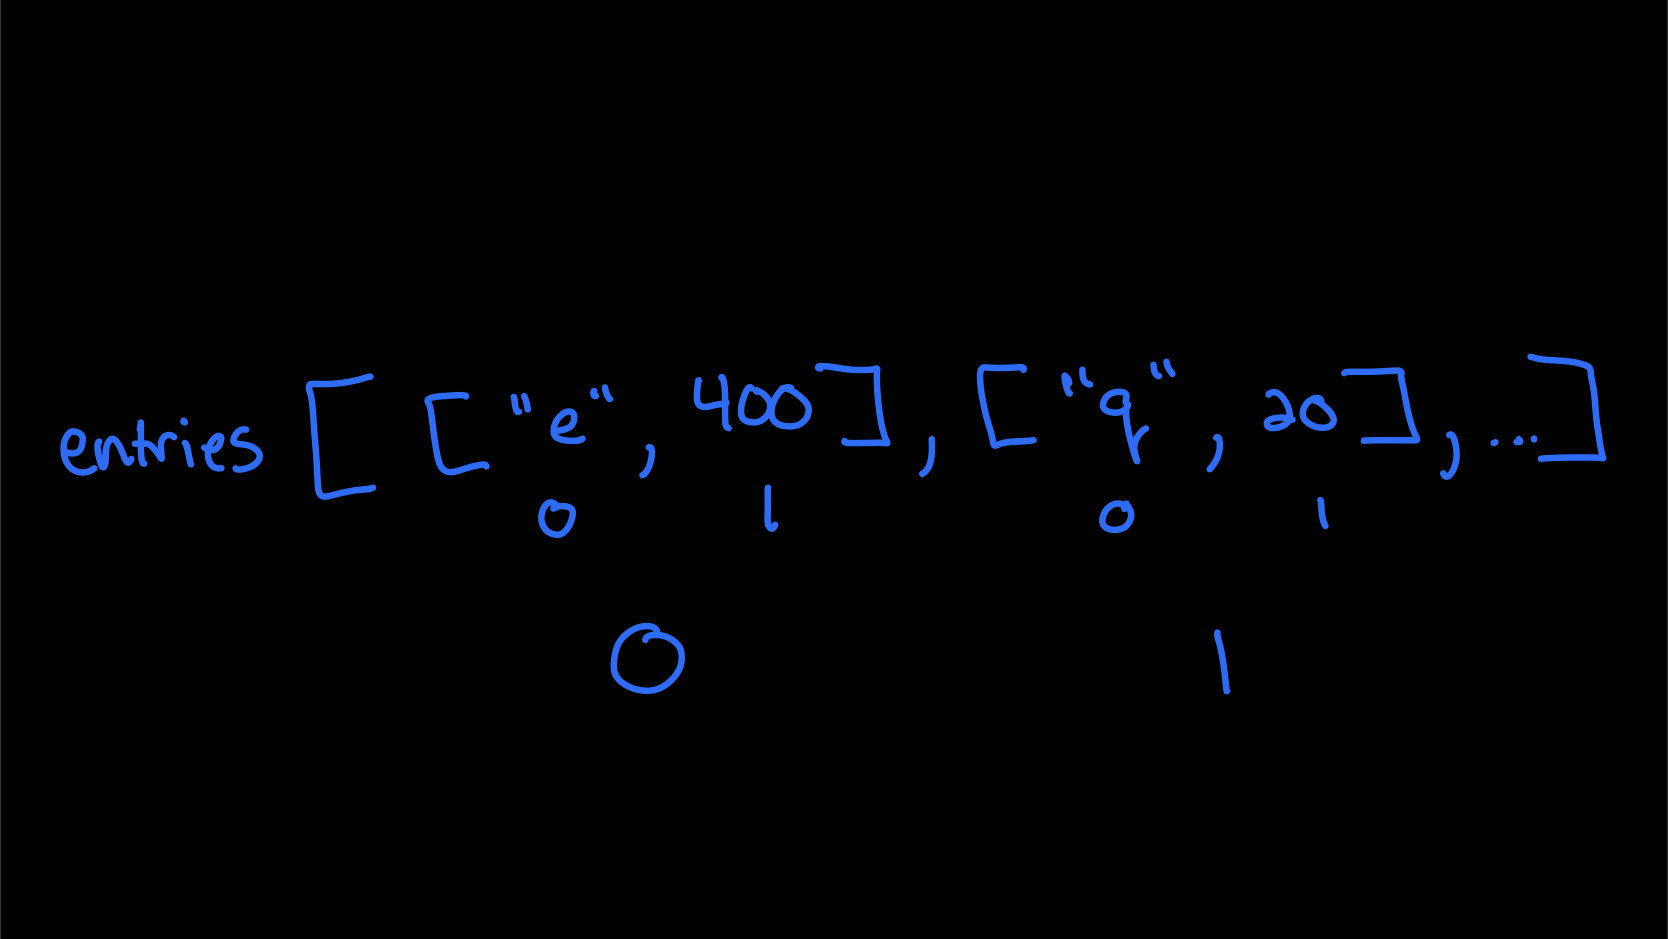 entries [ ["e", 400], ["q", 20], ... ]
0 1 0 1
0 1